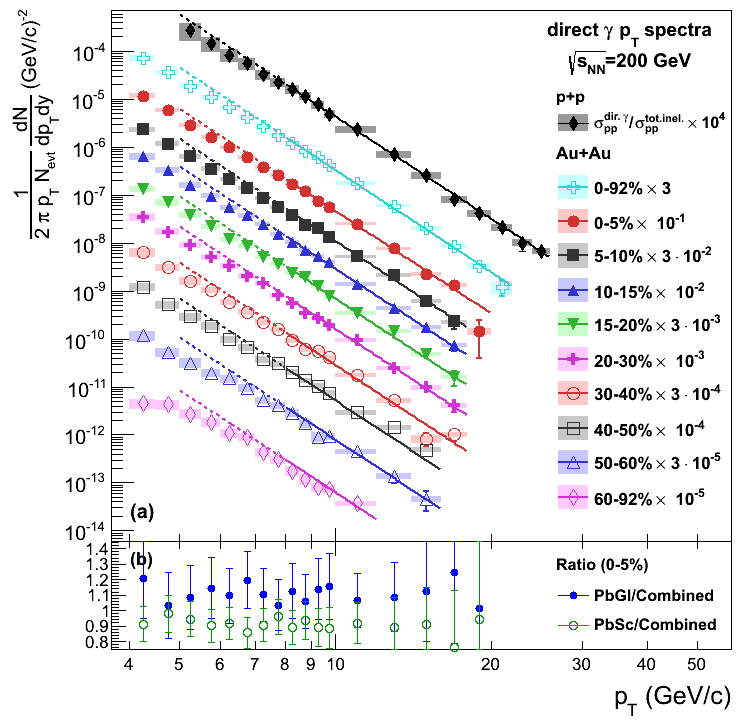 direct γ p_T spectra
√s_NN=200 GeV
p+p
σ_pp^dir. γ/σ_pp^tot.inel. × 10^4
Au+Au
0-92% × 3
0-5% × 10^-1
5-10% × 3 · 10^-2
10-15% × 10^-2
15-20% × 3 · 10^-3
20-30% × 10^-3
30-40% × 3 · 10^-4
40-50% × 10^-4
50-60% × 3 · 10^-5
60-92% × 10^-5
1/(2 π p_T N_evt) dN/(dp_T dy) (GeV/c)^-2
10^-4
10^-5
10^-6
10^-7
10^-8
10^-9
10^-10
10^-11
10^-12
10^-13
10^-14
(a)
(b)
1.4
1.3
1.2
1.1
1
0.9
0.8
Ratio (0-5%)
PbGl/Combined
PbSc/Combined
4 5 6 7 8 9 10 20 30 40 50
p_T (GeV/c)